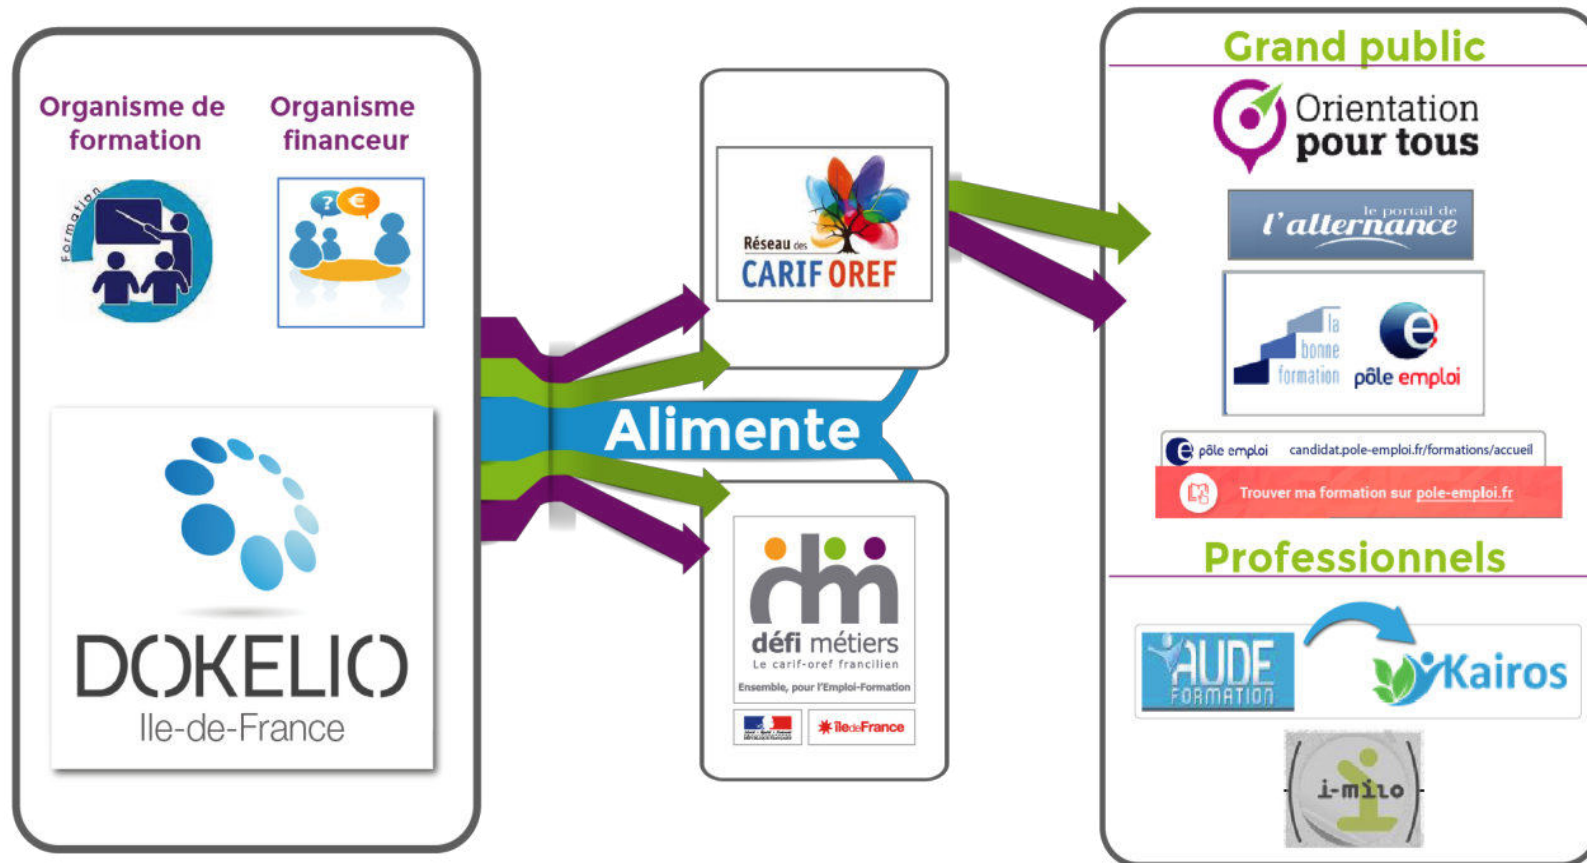 Organisme de
formation
Organisme
financeur
Formation
? €
DOKELIO
Ile-de-France
Alimente
Réseau des
CARIF OREF
défi métiers
Le carif-oref francilien
Ensemble, pour l'Emploi-Formation
îledeFrance
Grand public
Orientation
pour tous
le portail de
l'alternance
la
bonne
formation
pôle emploi
pôle emploi candidat.pole-emploi.fr/formations/accueil
Trouver ma formation sur pole-emploi.fr
Professionnels
AUDE
FORMATION
Kairos
i-milo